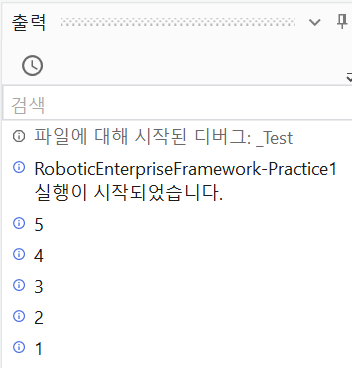 출력
검색
파일에 대해 시작된 디버그: _Test
RoboticEnterpriseFramework-Practice1
실행이 시작되었습니다.
5
4
3
2
1